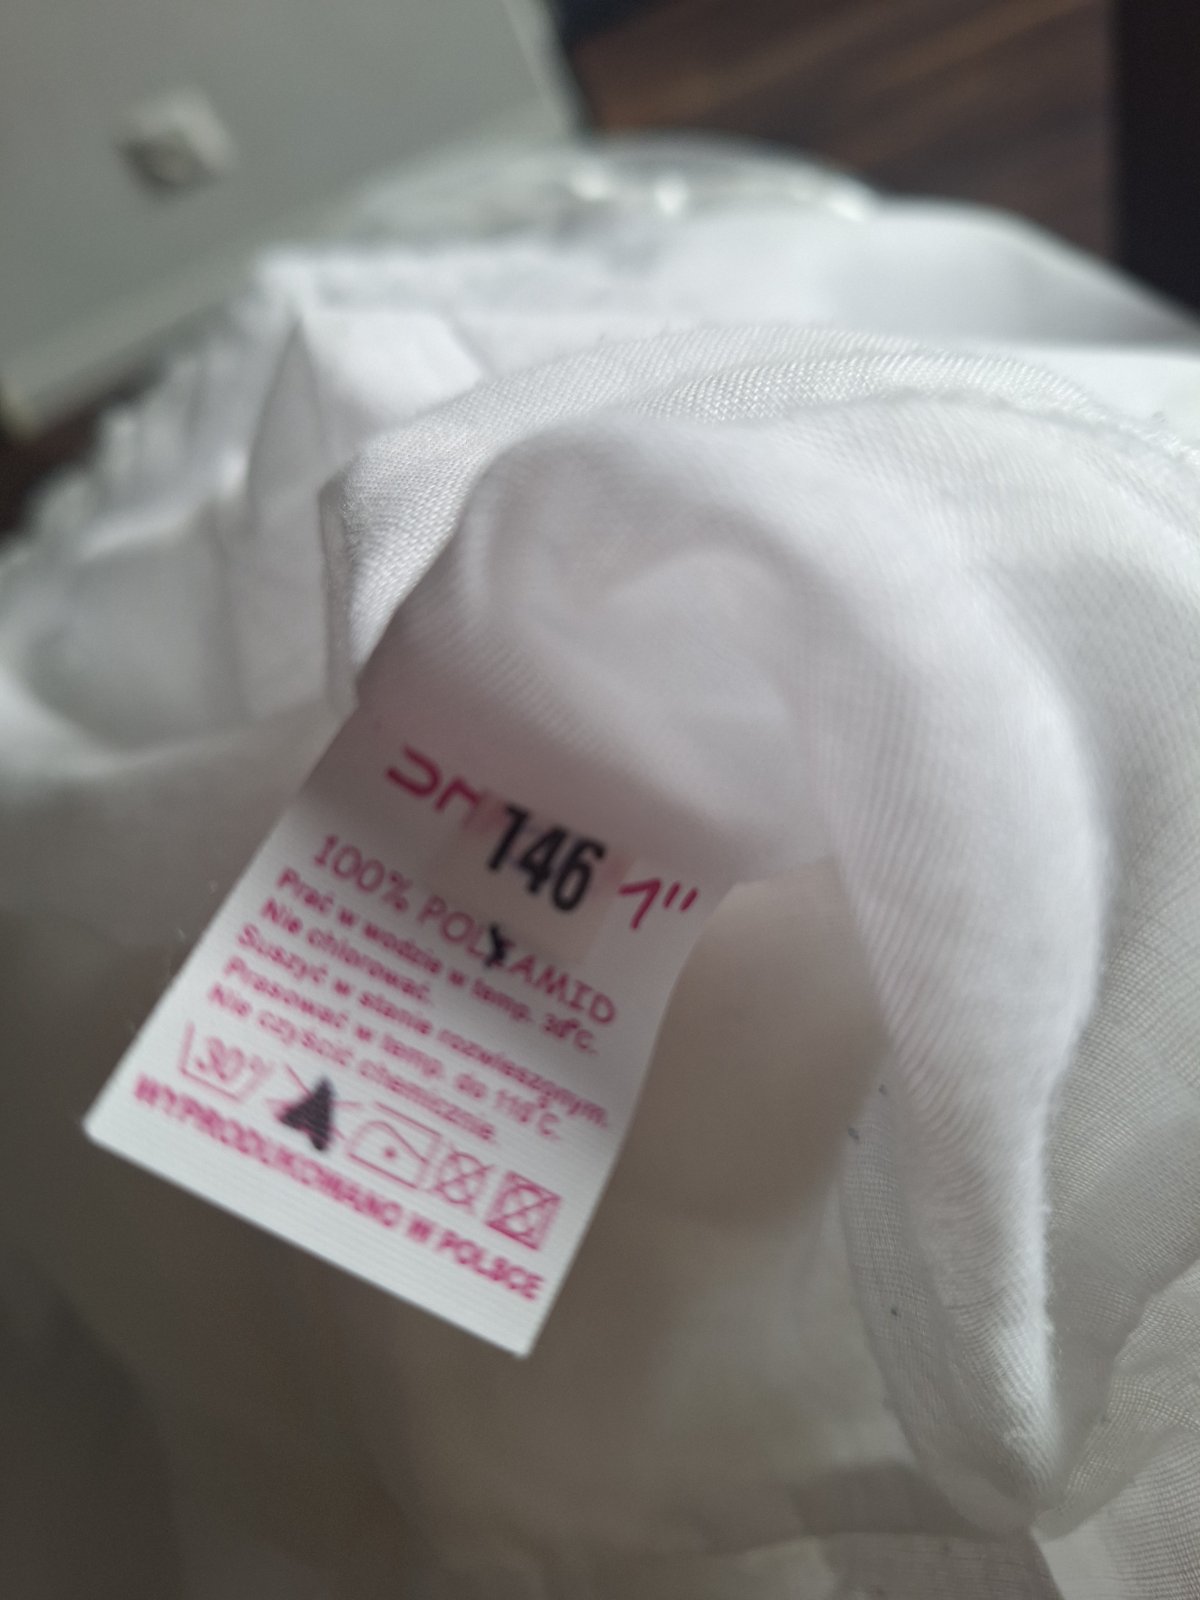 146
100% POLYAMID
Prać w wodzie w temp. 30°C.
Nie chlorować.
Suszyć w stanie rozwieszonym.
Prasować w temp. do 110°C.
Nie czyścić chemicznie.
30°
WYPRODUKOWANO W POLSCE